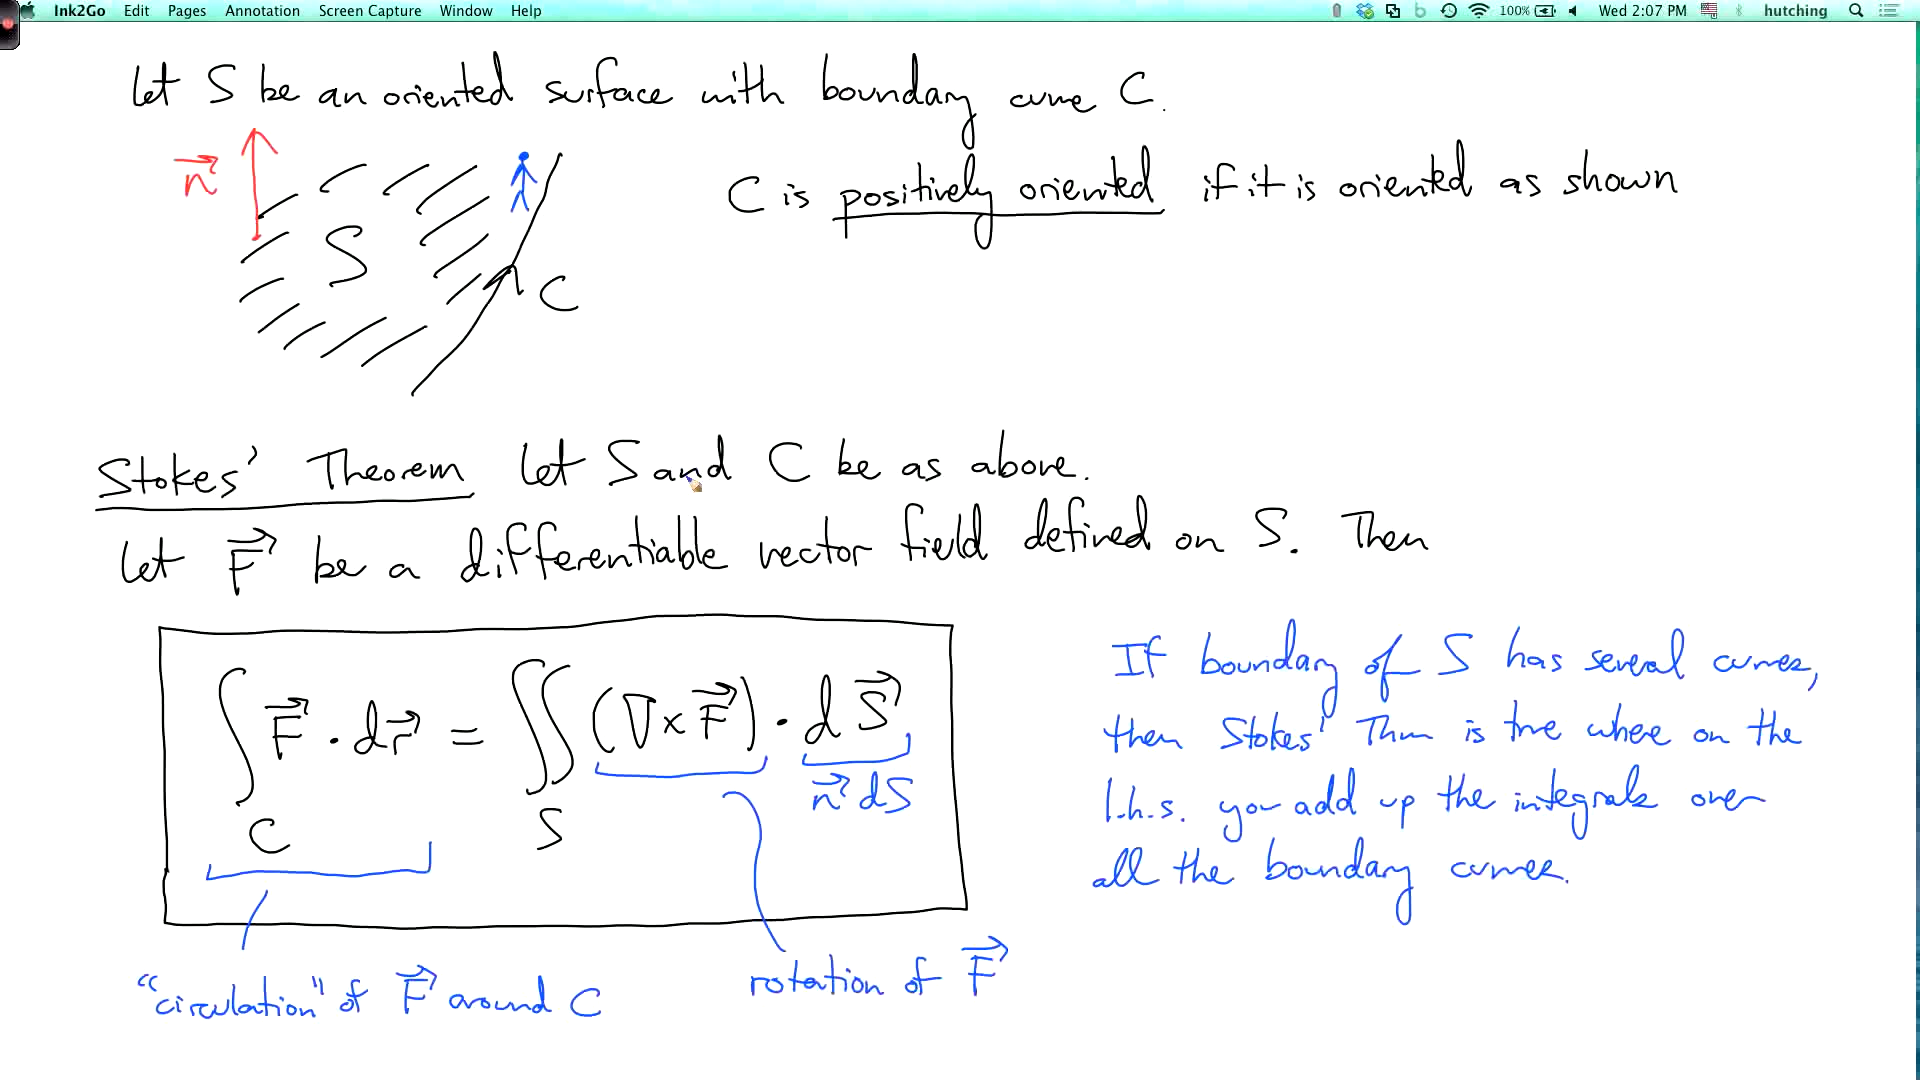 Ink2Go Edit Pages Annotation Screen Capture Window Help 100% Wed 2:07 PM hutching
Let S be an oriented surface with boundary curve C.
n⃗
S
C
C is positively oriented if it is oriented as shown
Stokes' Theorem Let S and C be as above.
Let F⃗ be a differentiable vector field defined on S. Then
∫_C F⃗ · dr⃗ = ∬_S (∇×F⃗) · dS⃗
n⃗ dS
"circulation" of F⃗ around C
rotation of F⃗
If boundary of S has several curves,
then Stokes' Thm is true where on the
l.h.s. you add up the integrals over
all the boundary curves.